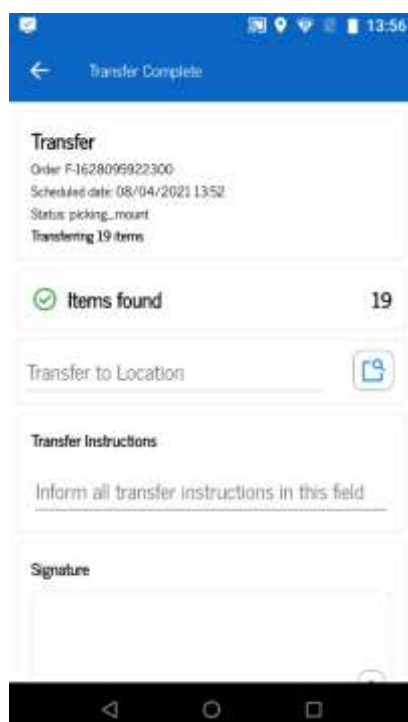 13:56
Transfer Complete
Transfer
Order F-1628095922300
Scheduled date: 08/04/2021 13:52
Status: picking_mount
Transferring 19 items
Items found 19
Transfer to Location
Transfer Instructions
Inform all transfer instructions in this field
Signature